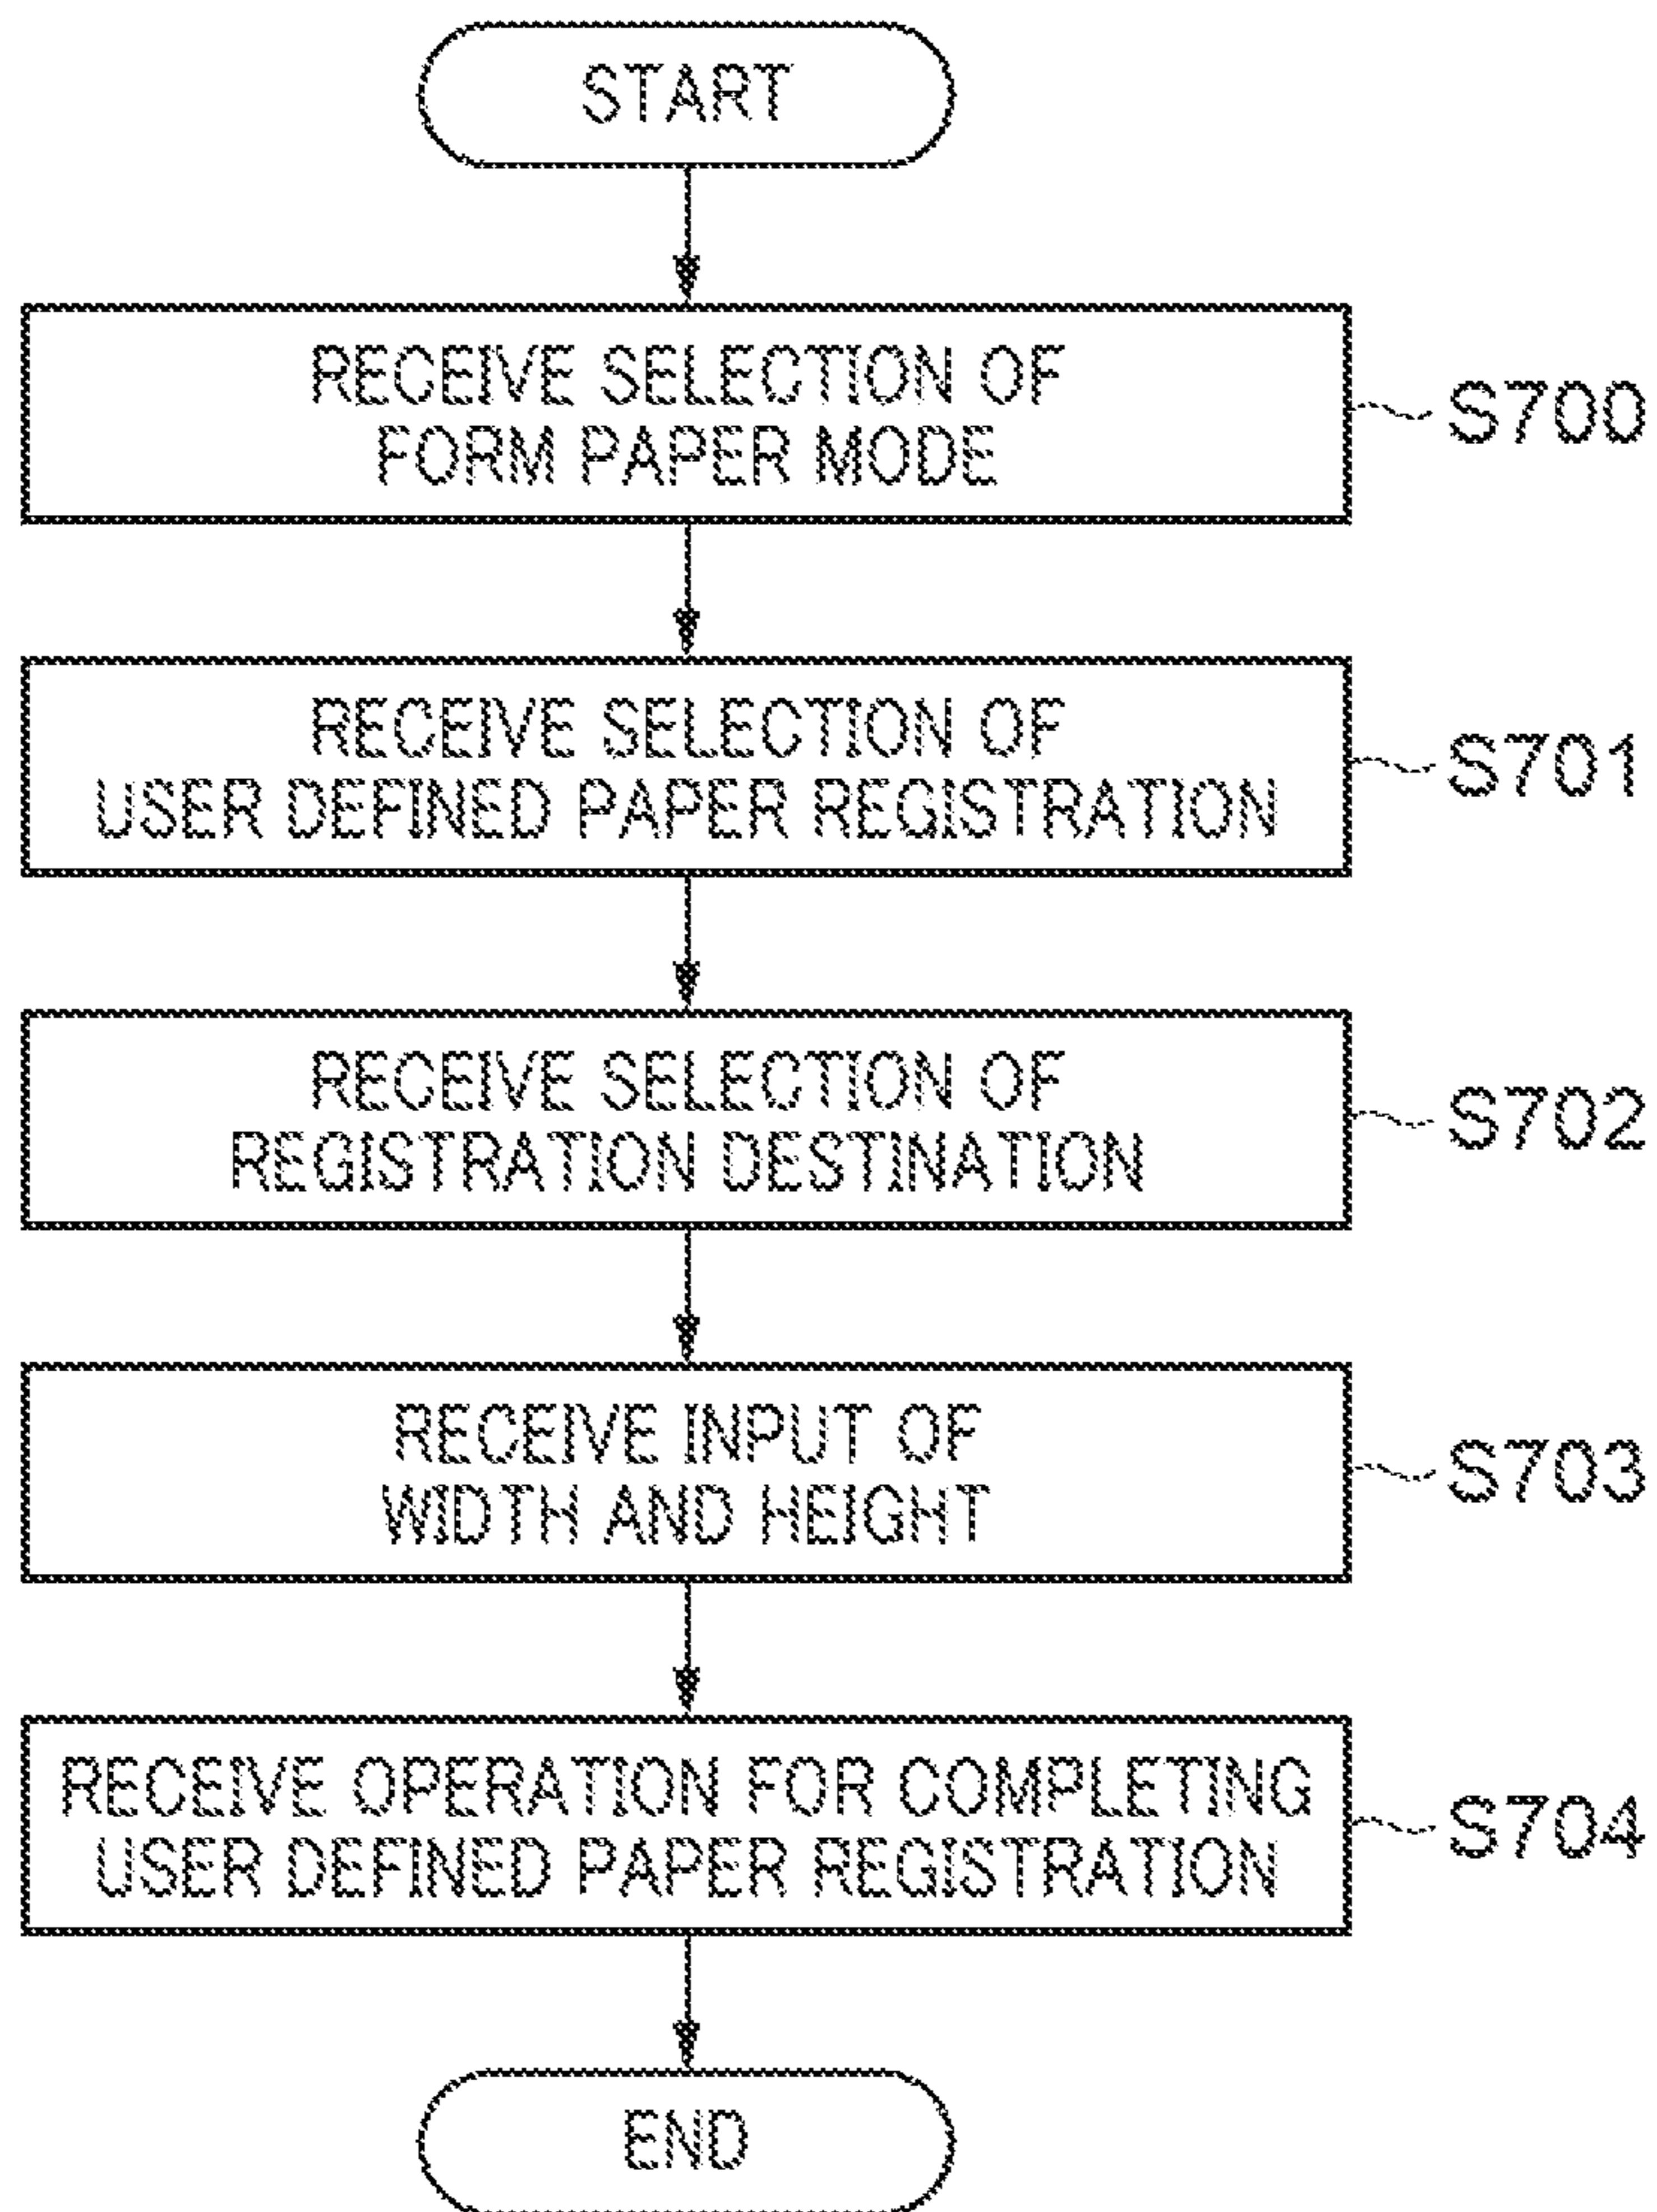 START
RECEIVE SELECTION OF
FORM PAPER MODE
S700
RECEIVE SELECTION OF
USER DEFINED PAPER REGISTRATION
S701
RECEIVE SELECTION OF
REGISTRATION DESTINATION
S702
RECEIVE INPUT OF
WIDTH AND HEIGHT
S703
RECEIVE OPERATION FOR COMPLETING
USER DEFINED PAPER REGISTRATION
S704
END